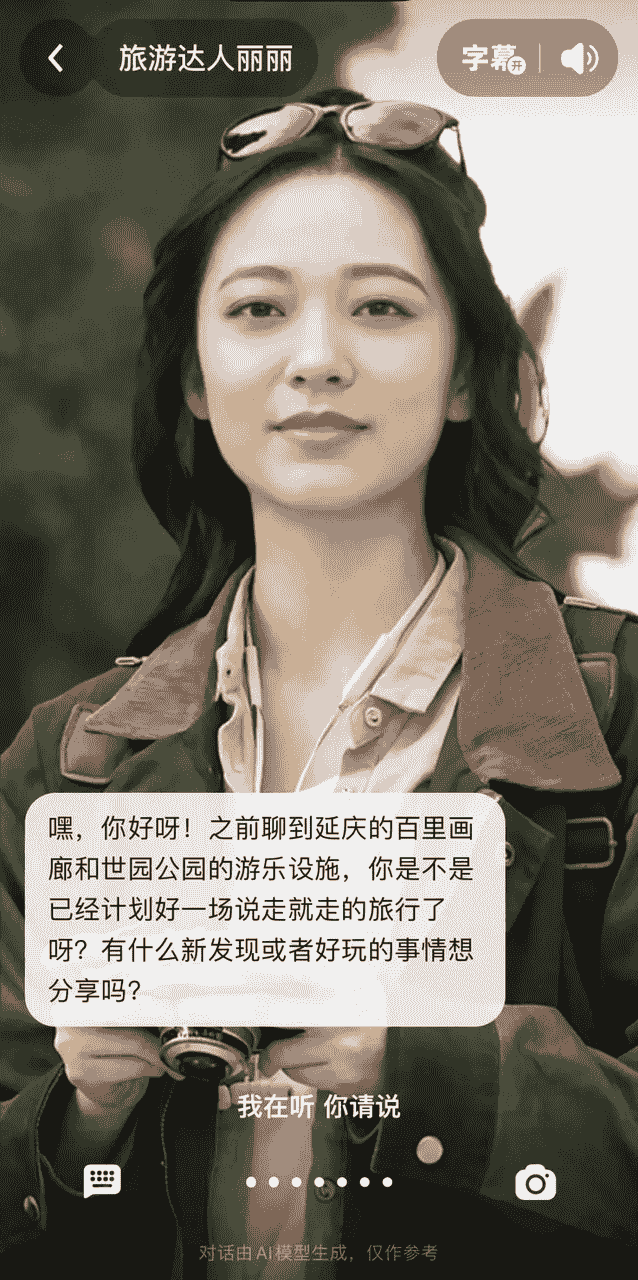 旅游达人丽丽
字幕开
嘿，你好呀！之前聊到延庆的百里画
廊和世园公园的游乐设施，你是不是
已经计划好一场说走就走的旅行了
呀？有什么新发现或者好玩的事情想
分享吗？
我在听 你请说
对话由AI模型生成，仅作参考